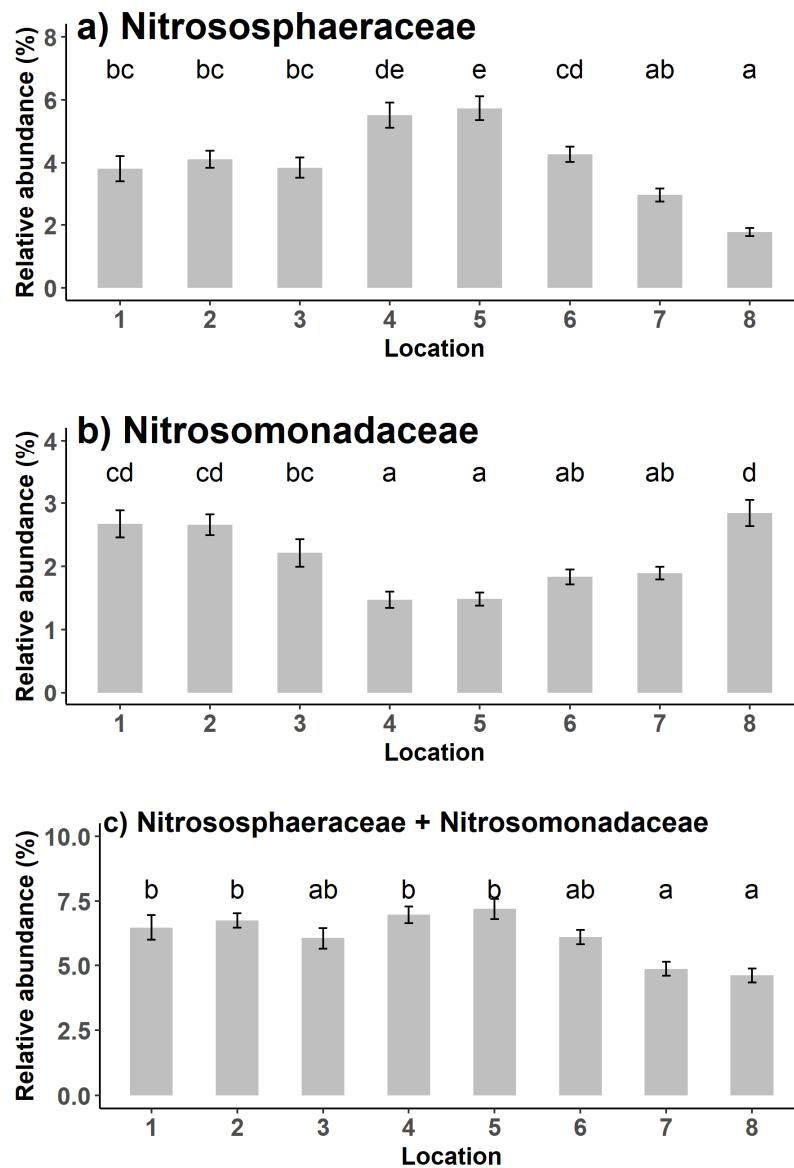 a) Nitrososphaeraceae
Relative abundance (%)
8
6
4
2
0
bc bc bc de e cd ab a
1 2 3 4 5 6 7 8
Location
b) Nitrosomonadaceae
Relative abundance (%)
4
3
2
1
0
cd cd bc a a ab ab d
1 2 3 4 5 6 7 8
Location
c) Nitrososphaeraceae + Nitrosomonadaceae
Relative abundance (%)
10.0
7.5
5.0
2.5
0.0
b b ab b b ab a a
1 2 3 4 5 6 7 8
Location